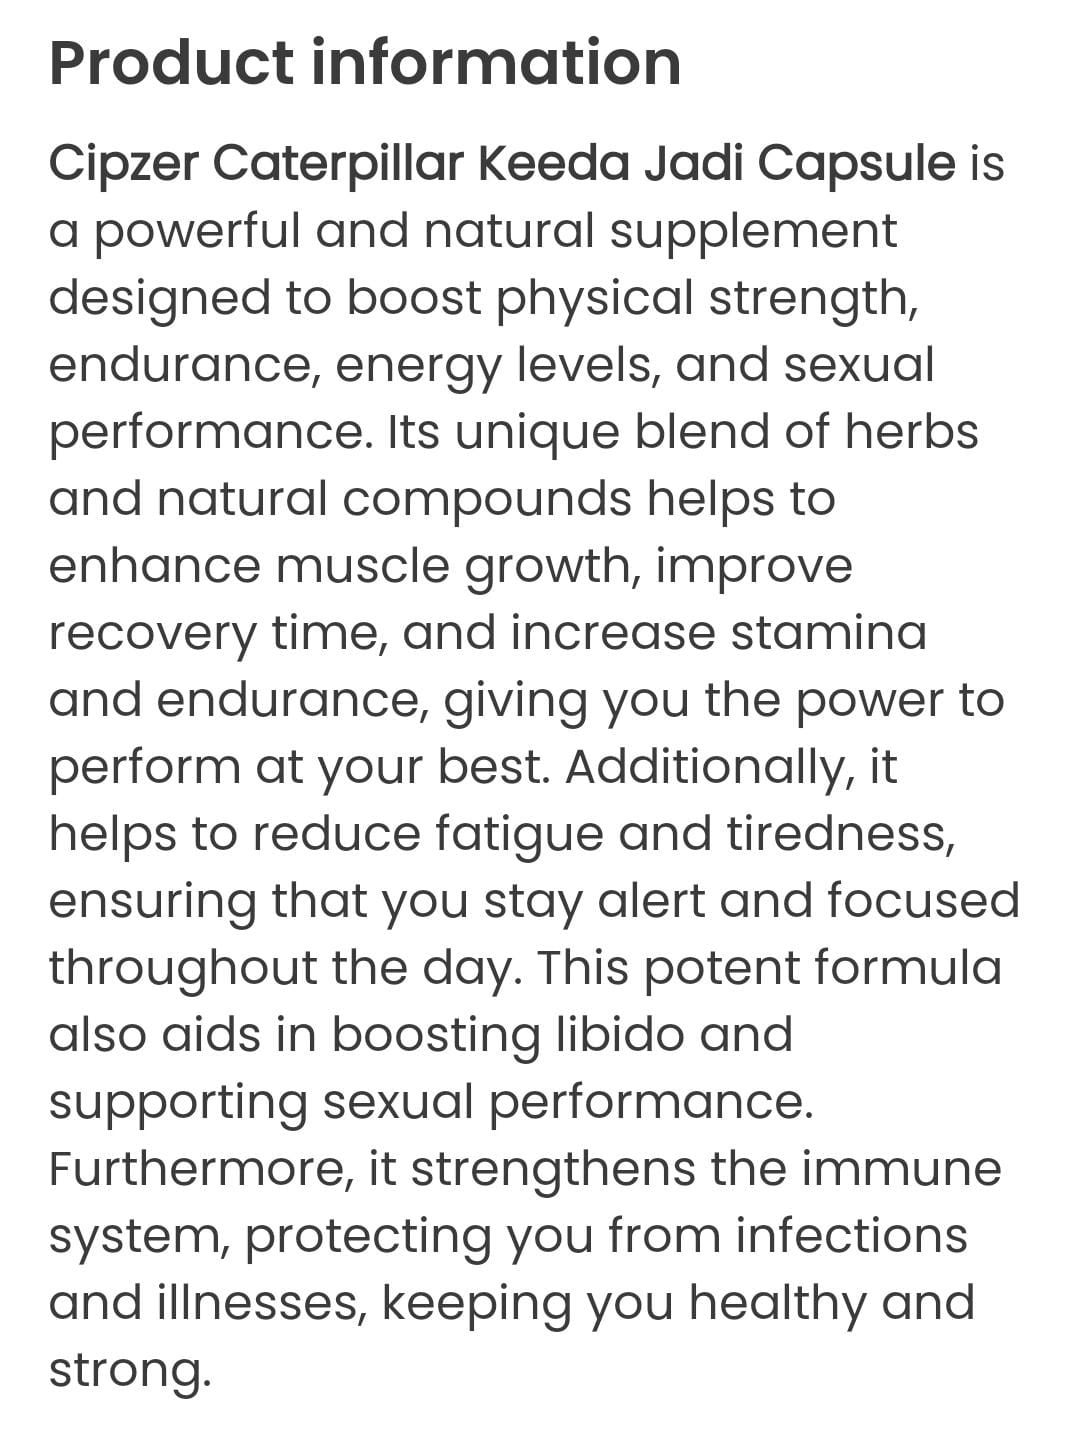 Product information
Cipzer Caterpillar Keeda Jadi Capsule is
a powerful and natural supplement
designed to boost physical strength,
endurance, energy levels, and sexual
performance. Its unique blend of herbs
and natural compounds helps to
enhance muscle growth, improve
recovery time, and increase stamina
and endurance, giving you the power to
perform at your best. Additionally, it
helps to reduce fatigue and tiredness,
ensuring that you stay alert and focused
throughout the day. This potent formula
also aids in boosting libido and
supporting sexual performance.
Furthermore, it strengthens the immune
system, protecting you from infections
and illnesses, keeping you healthy and
strong.